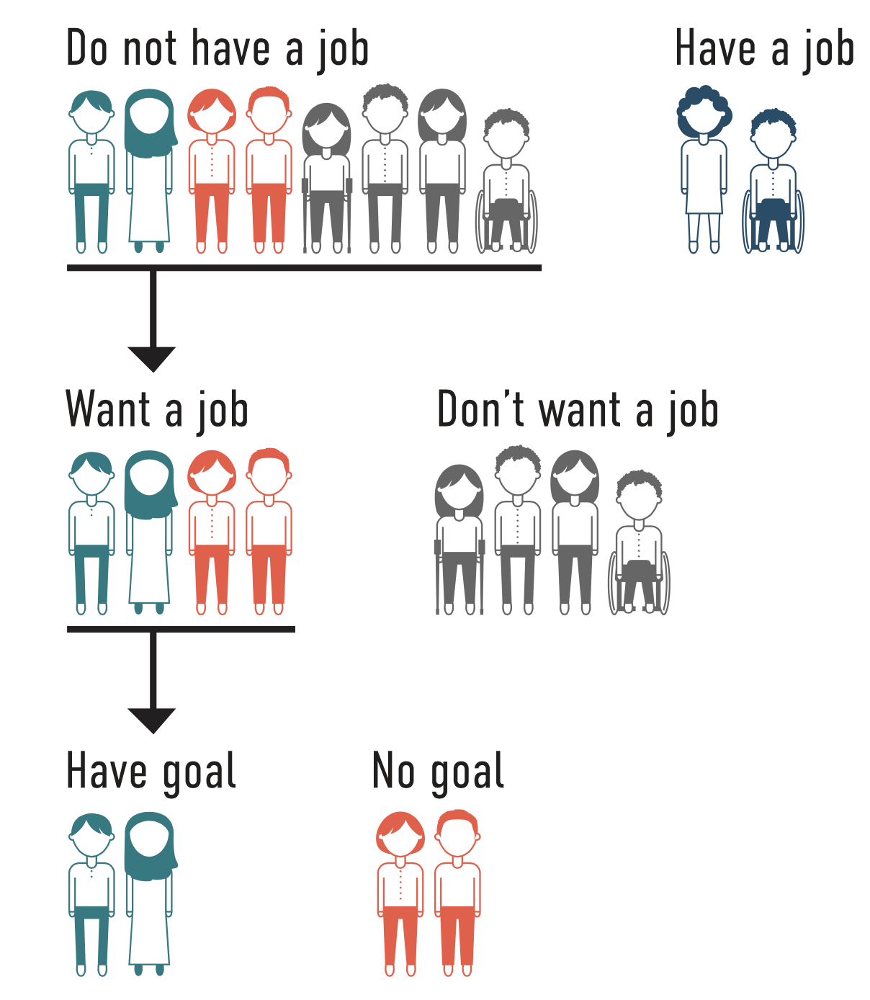 Do not have a job
Have a job
Want a job
Don’t want a job
Have goal
No goal